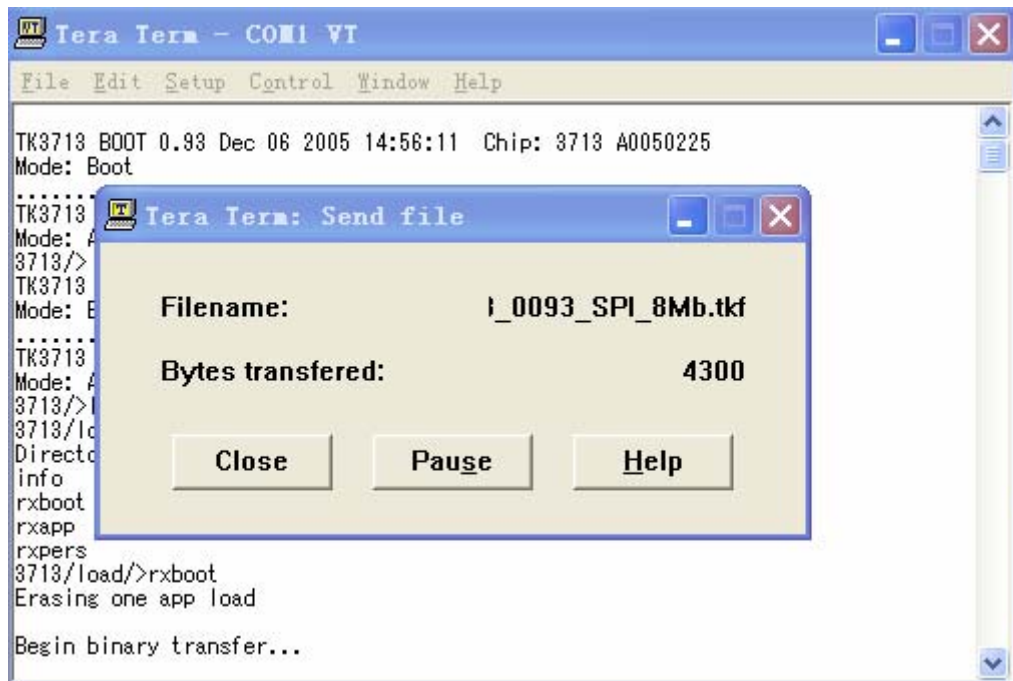 Tera Term - COM1 VT
File Edit Setup Control Window Help
TK3713 BOOT 0.93 Dec 06 2005 14:56:11 Chip: 3713 A0050225
Mode: Boot
........
TK3713
Mode:
3713/>
TK3713
Mode:
........
TK3713
Mode:
3713/>
info
rxboot
rxapp
rxpers
3713/load/>rxboot
Erasing one app load
Begin binary transfer...
Tera Term: Send file
Filename: _0093_SPI_8Mb.tkf
Bytes transfered: 4300
Close Pause Help